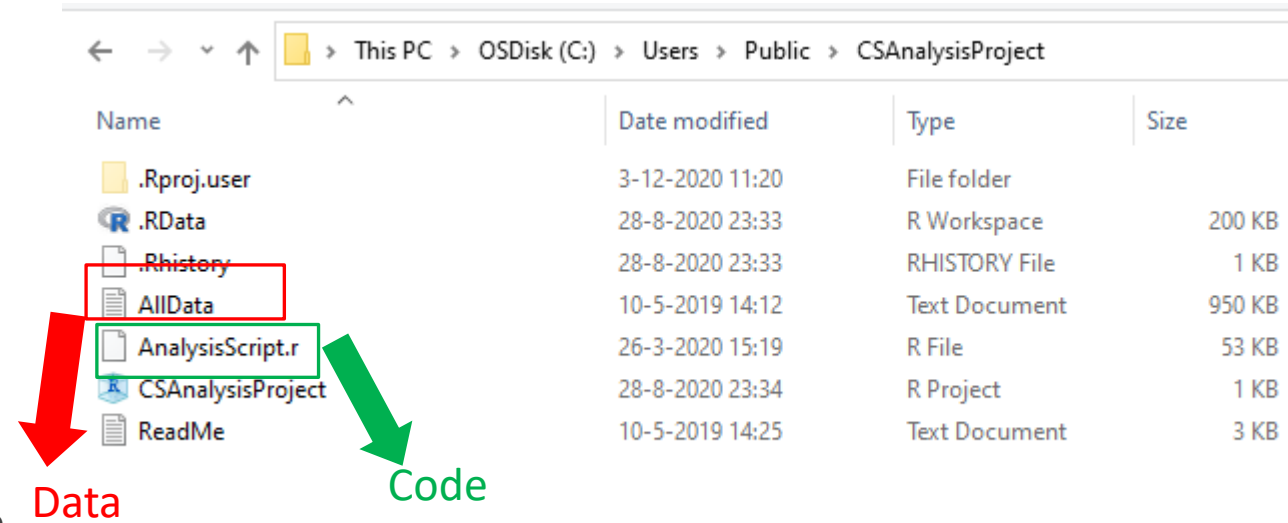 This PC > OSDisk (C:) > Users > Public > CSAnalysisProject
Name Date modified Type Size
.Rproj.user 3-12-2020 11:20 File folder
.RData 28-8-2020 23:33 R Workspace 200 KB
.Rhistory 28-8-2020 23:33 RHISTORY File 1 KB
AllData 10-5-2019 14:12 Text Document 950 KB
AnalysisScript.r 26-3-2020 15:19 R File 53 KB
CSAnalysisProject 28-8-2020 23:34 R Project 1 KB
ReadMe 10-5-2019 14:25 Text Document 3 KB
Data
Code